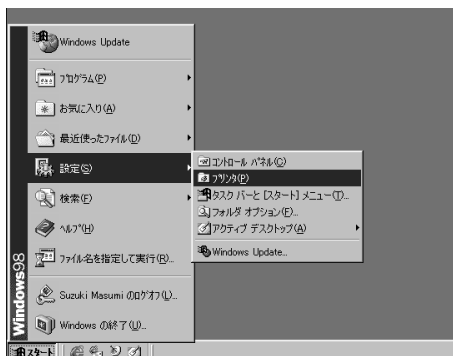 Windows Update
プログラム(P)
お気に入り(A)
最近使ったファイル(D)
設定(S)
検索(F)
ヘルプ(H)
ファイル名を指定して実行(R)...
Suzuki Masumi のログオフ(L)...
Windows の終了(U)...
Windows98
コントロール パネル(C)
プリンタ(P)
タスク バーと [スタート] メニュー(T)...
フォルダ オプション(F)...
アクティブ デスクトップ(A)
Windows Update...
スタート